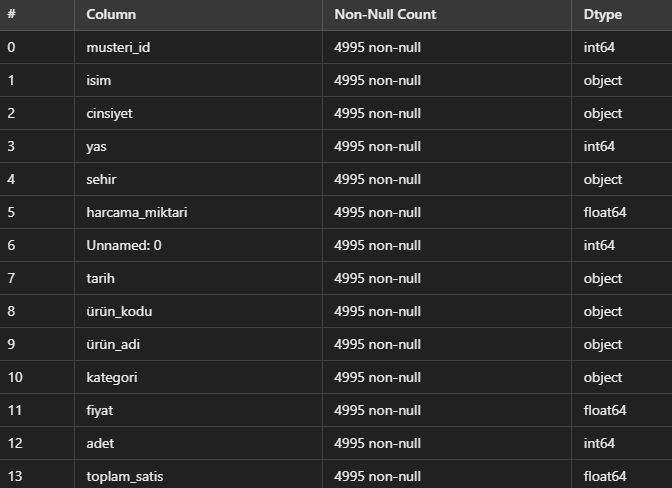 # Column Non-Null Count Dtype
0 musteri_id 4995 non-null int64
1 isim 4995 non-null object
2 cinsiyet 4995 non-null object
3 yas 4995 non-null int64
4 sehir 4995 non-null object
5 harcama_miktari 4995 non-null float64
6 Unnamed: 0 4995 non-null int64
7 tarih 4995 non-null object
8 ürün_kodu 4995 non-null object
9 ürün_adi 4995 non-null object
10 kategori 4995 non-null object
11 fiyat 4995 non-null float64
12 adet 4995 non-null int64
13 toplam_satis 4995 non-null float64